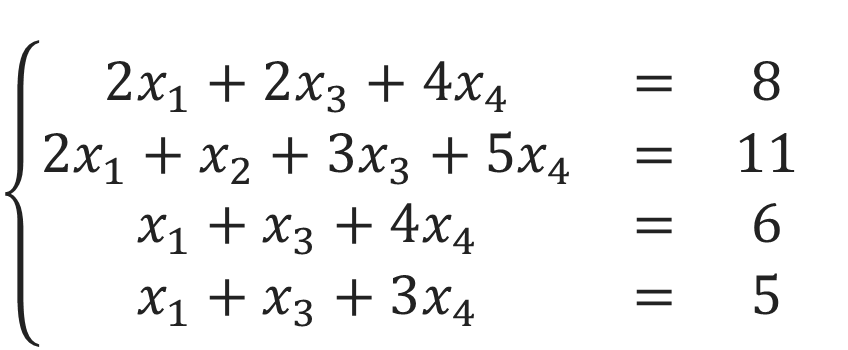 2x₁ + 2x₃ + 4x₄ = 8
2x₁ + x₂ + 3x₃ + 5x₄ = 11
x₁ + x₃ + 4x₄ = 6
x₁ + x₃ + 3x₄ = 5